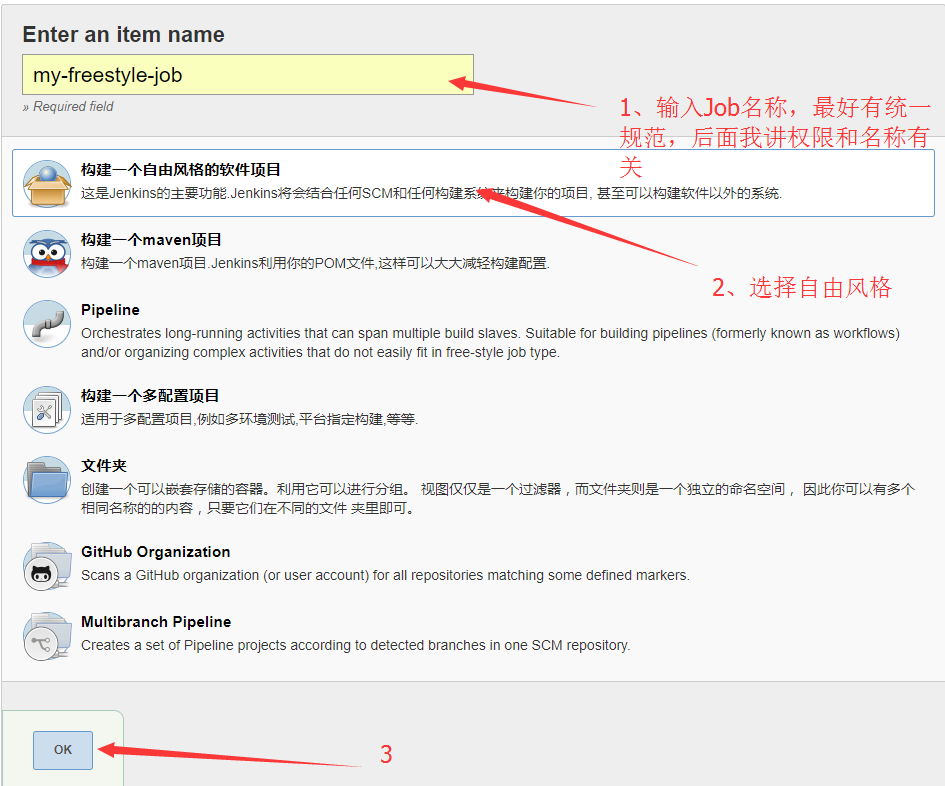 Enter an item name
my-freestyle-job
» Required field
1、输入Job名称，最好有统一
规范，后面我讲权限和名称有
关
构建一个自由风格的软件项目
这是Jenkins的主要功能.Jenkins将会结合任何SCM和任何构建系统来构建你的项目, 甚至可以构建软件以外的系统.
2、选择自由风格
构建一个maven项目
构建一个maven项目.Jenkins利用你的POM文件,这样可以大大减轻构建配置.
Pipeline
Orchestrates long-running activities that can span multiple build slaves. Suitable for building pipelines (formerly known as workflows)
and/or organizing complex activities that do not easily fit in free-style job type.
构建一个多配置项目
适用于多配置项目,例如多环境测试,平台指定构建,等等.
文件夹
创建一个可以嵌套存储的容器。利用它可以进行分组。 视图仅仅是一个过滤器，而文件夹则是一个独立的命名空间， 因此你可以有多个
相同名称的的内容，只要它们在不同的文件 夹里即可。
GitHub Organization
Scans a GitHub organization (or user account) for all repositories matching some defined markers.
Multibranch Pipeline
Creates a set of Pipeline projects according to detected branches in one SCM repository.
OK
3